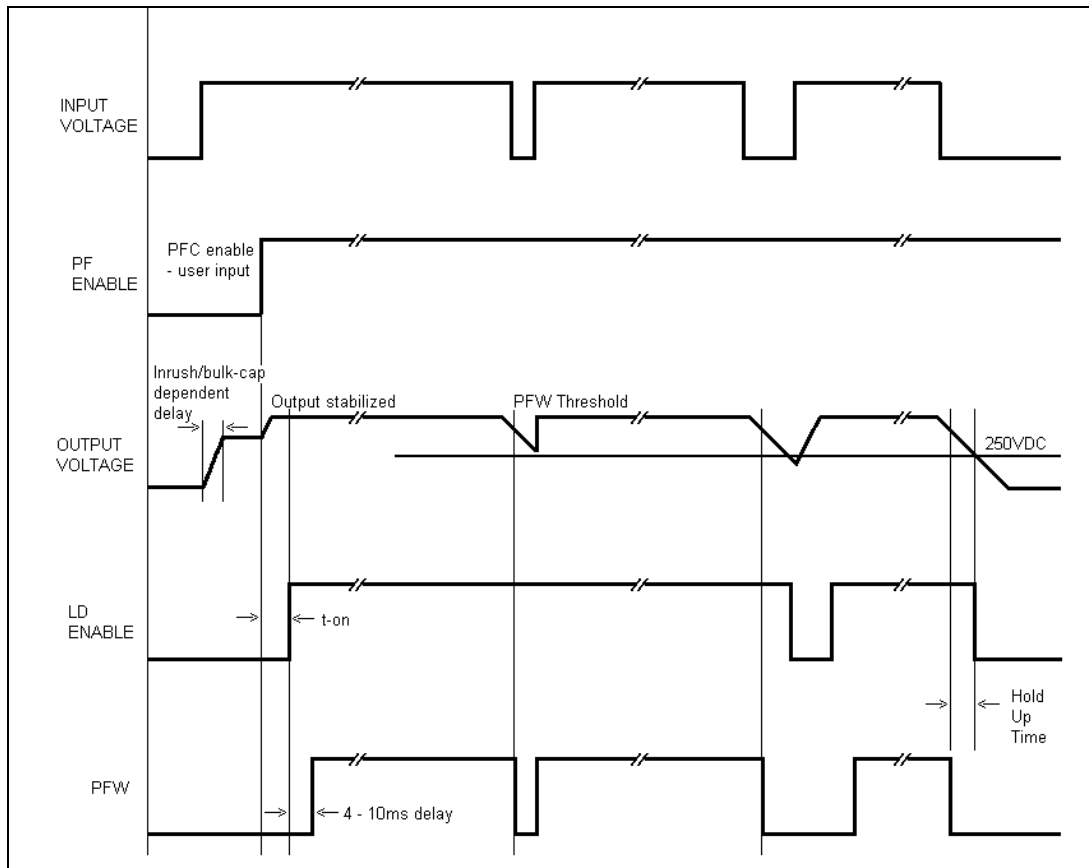 INPUT
VOLTAGE
PFC enable
- user input
PF
ENABLE
Inrush/bulk-cap
dependent
delay
Output stabilized
PFW Threshold
OUTPUT
VOLTAGE
250VDC
LD
ENABLE
t-on
Hold
Up
Time
PFW
4 - 10ms delay